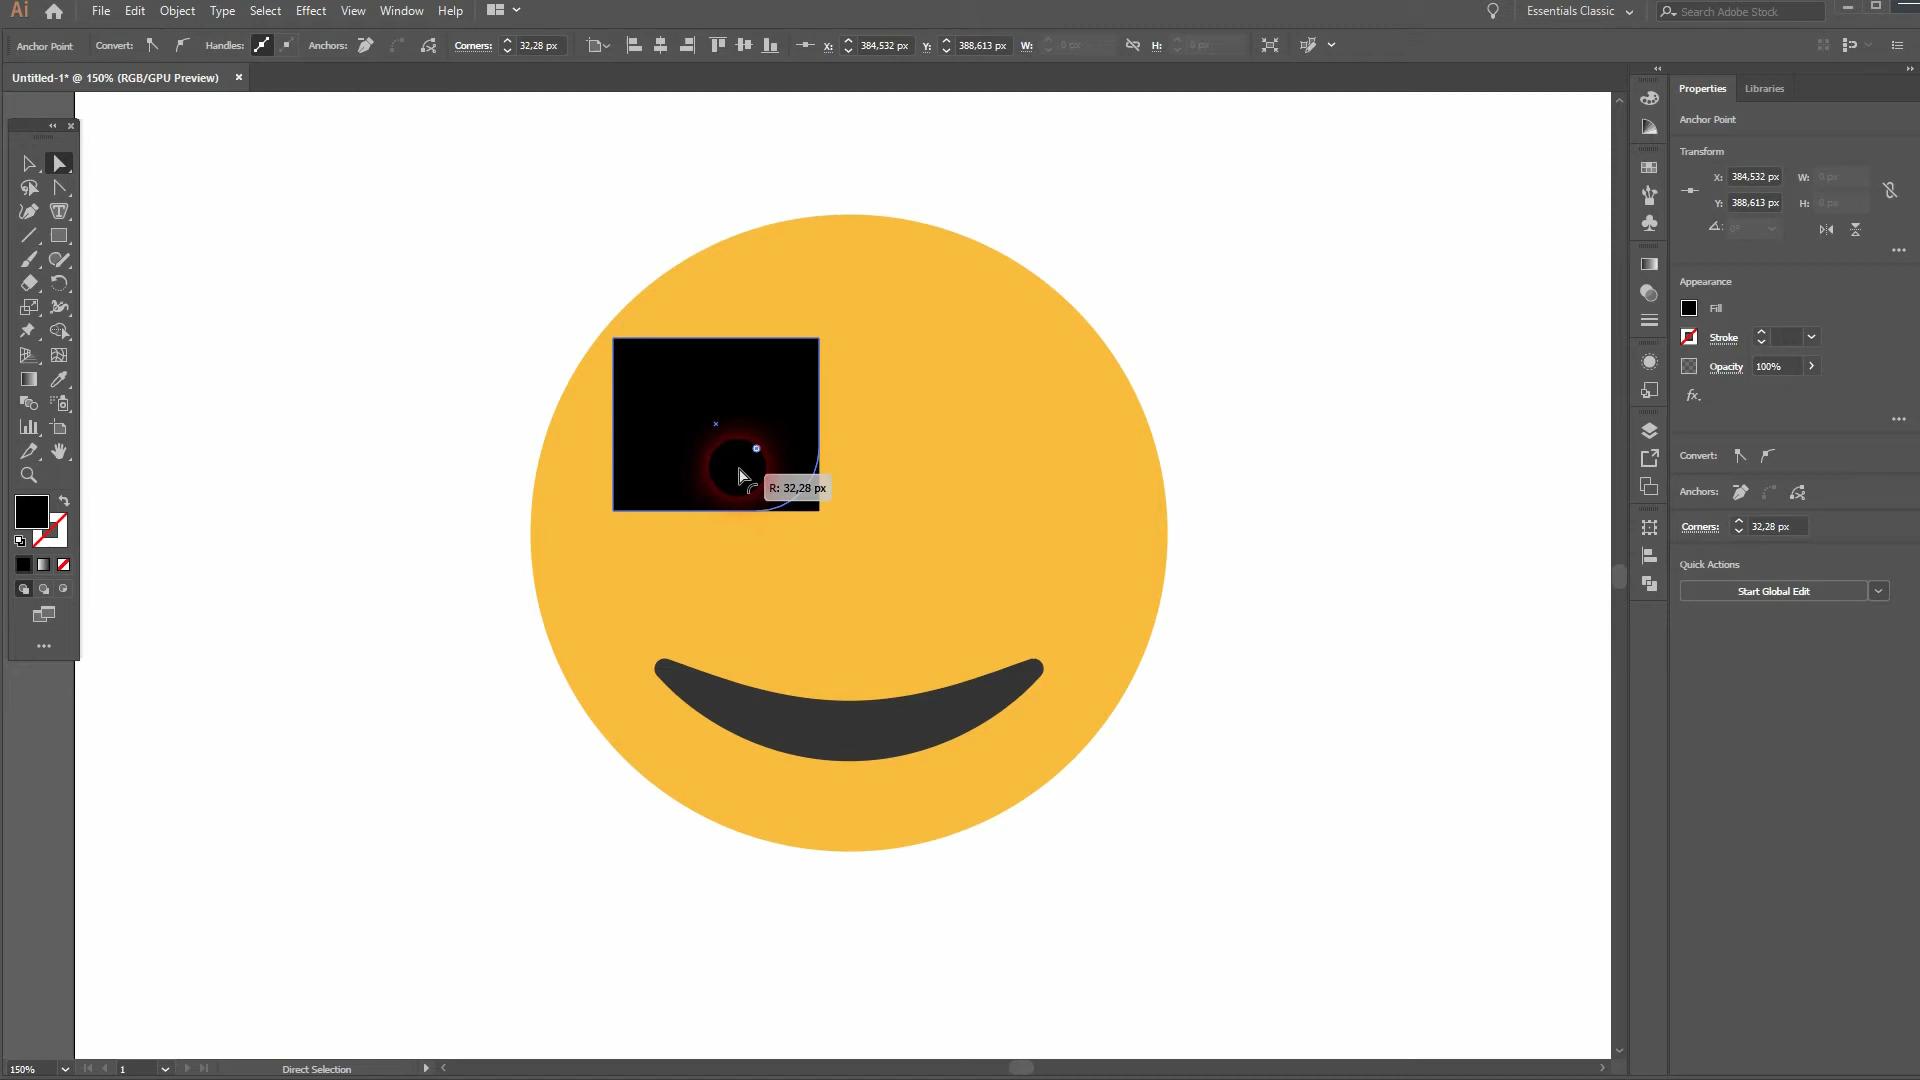 Ai File Edit Object Type Select Effect View Window Help Essentials Classic Search Adobe Stock
Anchor Point Convert: Handles: Anchors: Corners: 32,28 px X: 384,532 px Y: 388,613 px W: 0 px H: 0 px
Untitled-1* @ 150% (RGB/GPU Preview) ×
Properties Libraries
Anchor Point
Transform
X: 384,532 px W: 0 px
Y: 388,613 px H: 0 px
0°
Appearance
Fill
Stroke
Opacity 100%
fx.
Convert:
R: 32,28 px
Anchors:
Corners: 32,28 px
Quick Actions
Start Global Edit
150% 1 Direct Selection